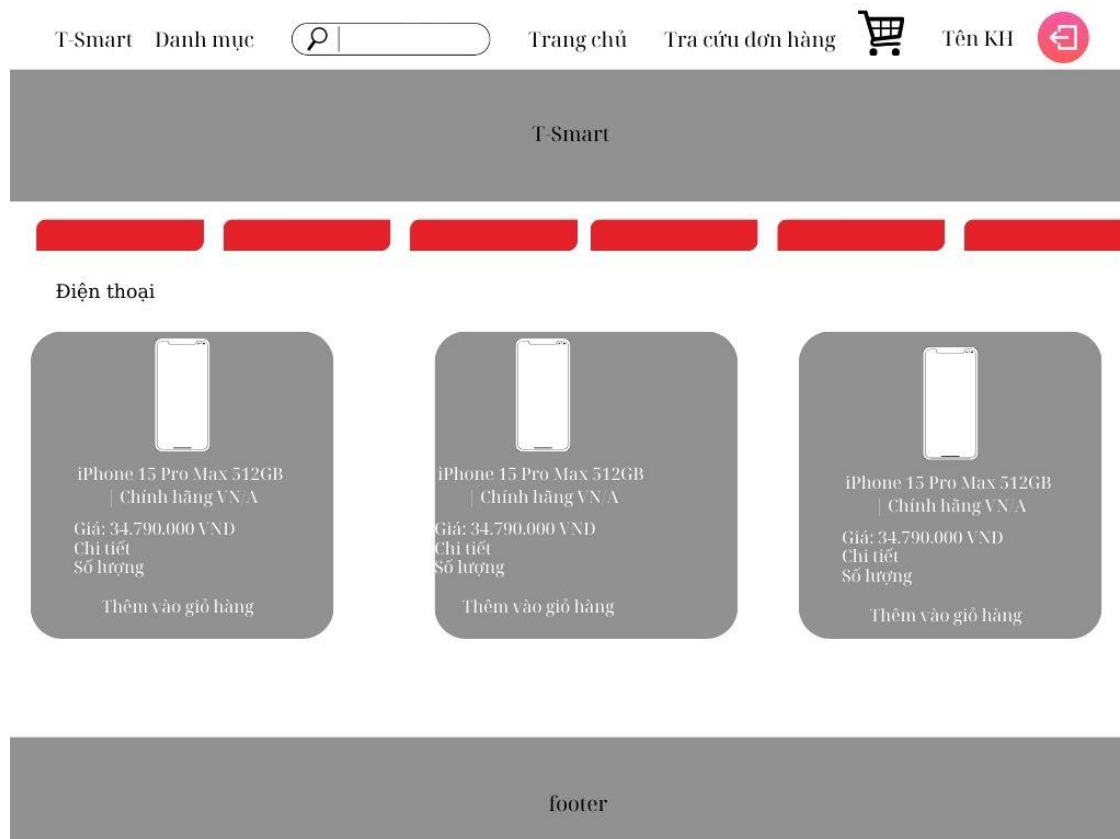 T-Smart
Danh mục
Trang chủ
Tra cứu đơn hàng
Tên KH
T-Smart
Điện thoại
iPhone 15 Pro Max 512GB
| Chính hãng VN/A
Giá: 34.790.000 VND
Chi tiết
Số lượng
Thêm vào giỏ hàng
iPhone 15 Pro Max 512GB
| Chính hãng VN/A
Giá: 34.790.000 VND
Chi tiết
Số lượng
Thêm vào giỏ hàng
iPhone 15 Pro Max 512GB
| Chính hãng VN/A
Giá: 34.790.000 VND
Chi tiết
Số lượng
Thêm vào giỏ hàng
footer